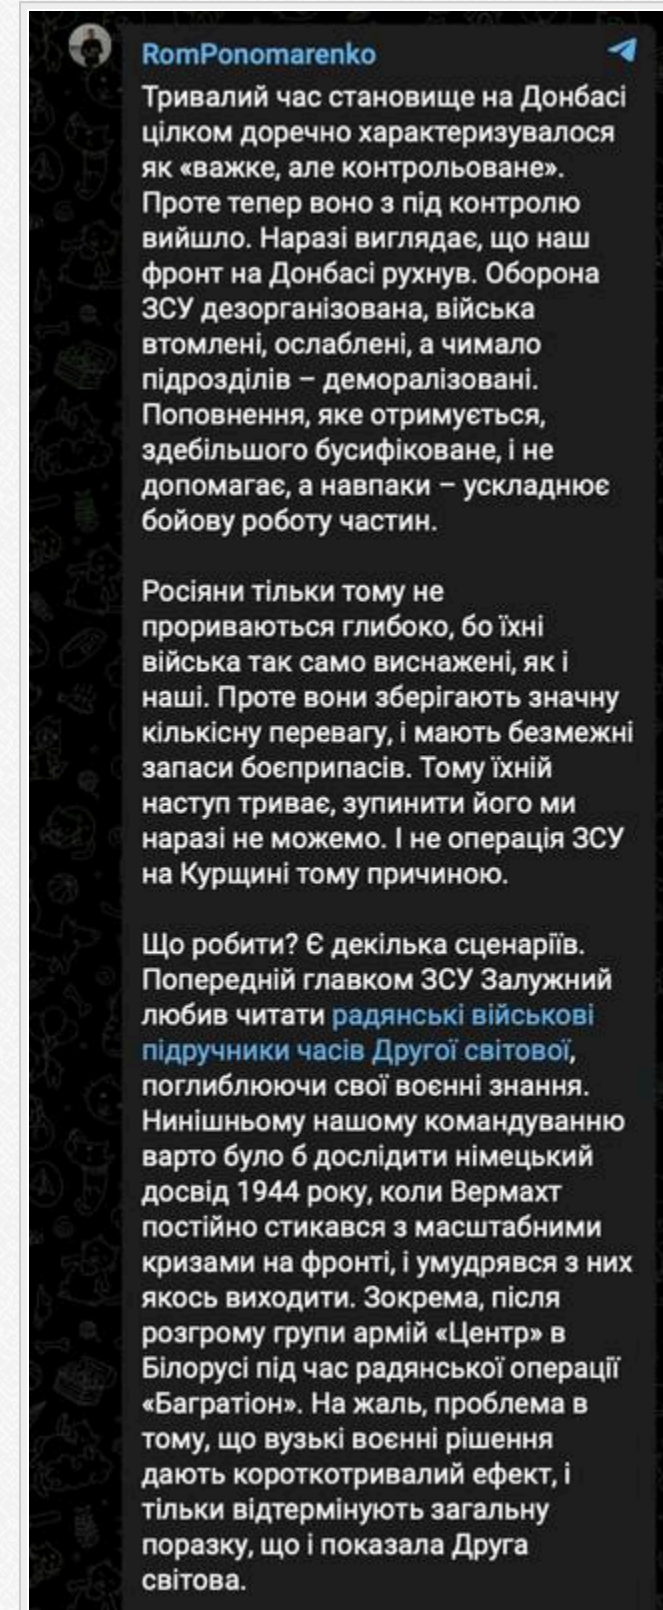 RomPonomarenko
Тривалий час становище на Донбасі
цілком доречно характеризувалося
як «важке, але контрольоване».
Проте тепер воно з під контролю
вийшло. Наразі виглядає, що наш
фронт на Донбасі рухнув. Оборона
ЗСУ дезорганізована, війська
втомлені, ослаблені, а чимало
підрозділів – деморалізовані.
Поповнення, яке отримується,
здебільшого бусифіковане, і не
допомагає, а навпаки – ускладнює
бойову роботу частин.
Росіяни тільки тому не
прориваються глибоко, бо їхні
війська так само виснажені, як і
наші. Проте вони зберігають значну
кількісну перевагу, і мають безмежні
запаси боєприпасів. Тому їхній
наступ триває, зупинити його ми
наразі не можемо. І не операція ЗСУ
на Курщині тому причиною.
Що робити? Є декілька сценаріїв.
Попередній главком ЗСУ Залужний
любив читати радянські військові
підручники часів Другої світової,
поглиблюючи свої воєнні знання.
Нинішньому нашому командуванню
варто було б дослідити німецький
досвід 1944 року, коли Вермахт
постійно стикався з масштабними
кризами на фронті, і умудрявся з них
якось виходити. Зокрема, після
розгрому групи армій «Центр» в
Білорусі під час радянської операції
«Багратіон». На жаль, проблема в
тому, що вузькі воєнні рішення
дають короткотривалий ефект, і
тільки відтермінують загальну
поразку, що і показала Друга
світова.